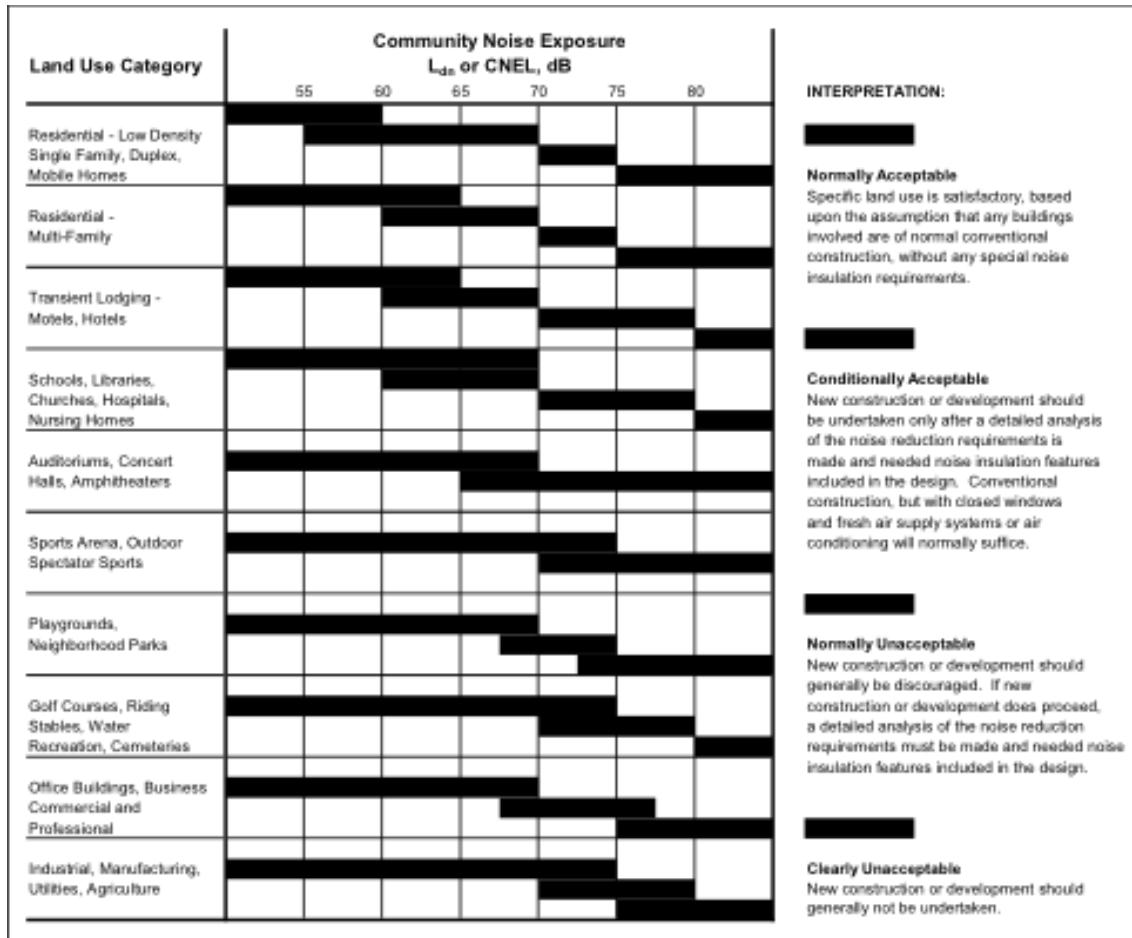 Land Use Category
Community Noise Exposure
Ldn or CNEL, dB
55 60 65 70 75 80
Residential - Low Density
Single Family, Duplex,
Mobile Homes
Residential -
Multi-Family
Transient Lodging -
Motels, Hotels
Schools, Libraries,
Churches, Hospitals,
Nursing Homes
Auditoriums, Concert
Halls, Amphitheaters
Sports Arena, Outdoor
Spectator Sports
Playgrounds,
Neighborhood Parks
Golf Courses, Riding
Stables, Water
Recreation, Cemeteries
Office Buildings, Business
Commercial and
Professional
Industrial, Manufacturing,
Utilities, Agriculture
INTERPRETATION:
Normally Acceptable
Specific land use is satisfactory, based
upon the assumption that any buildings
involved are of normal conventional
construction, without any special noise
insulation requirements.
Conditionally Acceptable
New construction or development should
be undertaken only after a detailed analysis
of the noise reduction requirements is
made and needed noise insulation features
included in the design. Conventional
construction, but with closed windows
and fresh air supply systems or air
conditioning will normally suffice.
Normally Unacceptable
New construction or development should
generally be discouraged. If new
construction or development does proceed,
a detailed analysis of the noise reduction
requirements must be made and needed noise
insulation features included in the design.
Clearly Unacceptable
New construction or development should
generally not be undertaken.